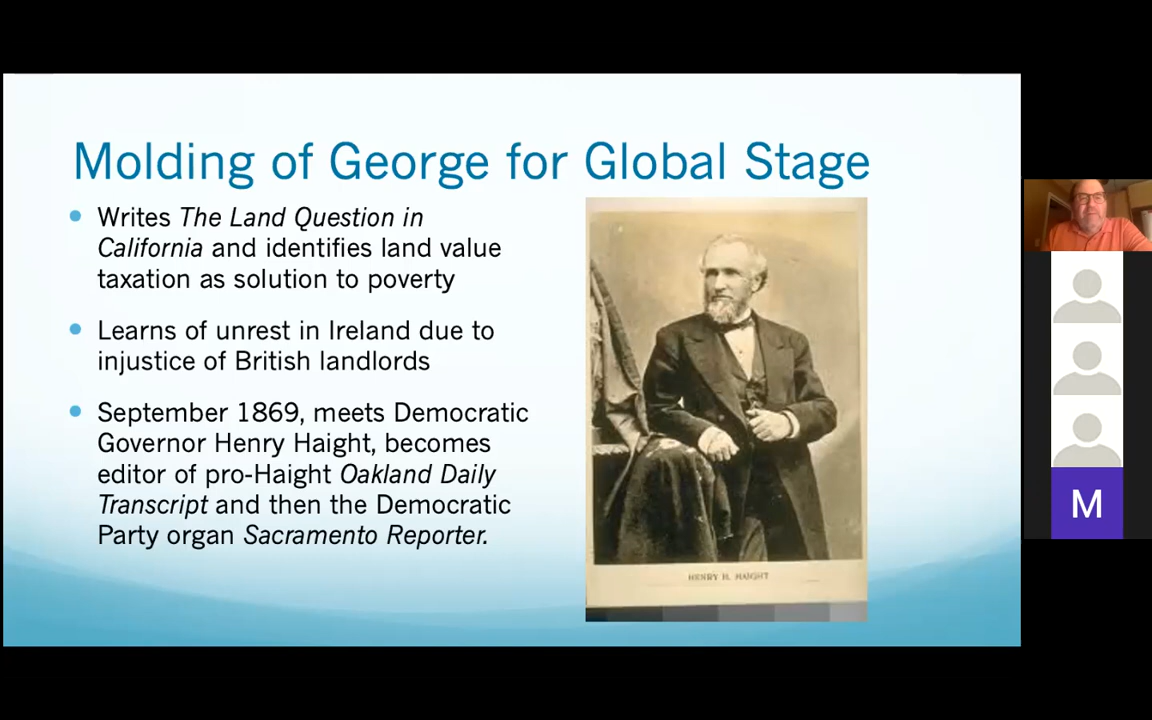 Molding of George for Global Stage
• Writes The Land Question in
California and identifies land value
taxation as solution to poverty
• Learns of unrest in Ireland due to
injustice of British landlords
• September 1869, meets Democratic
Governor Henry Haight, becomes
editor of pro-Haight Oakland Daily
Transcript and then the Democratic
Party organ Sacramento Reporter.
HENRY H. HAIGHT
M